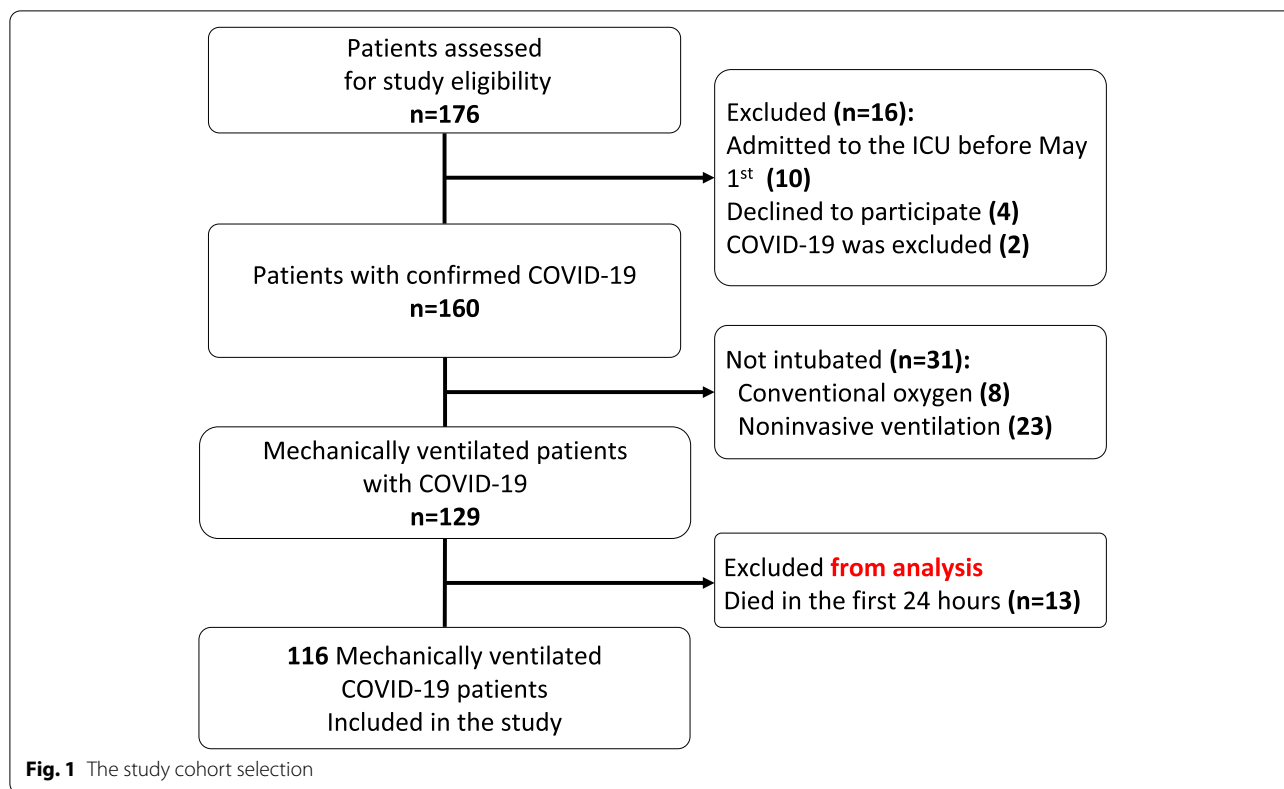 Patients assessed
for study eligibility
n=176
Excluded (n=16):
Admitted to the ICU before May
1st (10)
Declined to participate (4)
COVID-19 was excluded (2)
Patients with confirmed COVID-19
n=160
Not intubated (n=31):
Conventional oxygen (8)
Noninvasive ventilation (23)
Mechanically ventilated patients
with COVID-19
n=129
Excluded from analysis
Died in the first 24 hours (n=13)
116 Mechanically ventilated
COVID-19 patients
Included in the study
Fig. 1 The study cohort selection